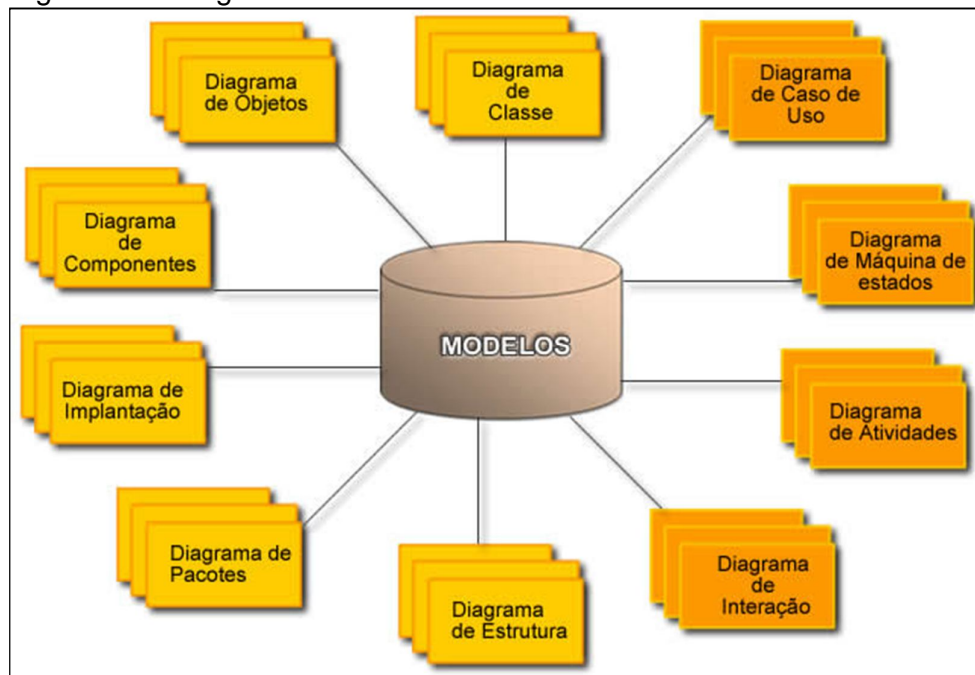 Diagrama
de Objetos
Diagrama
de
Classe
Diagrama
de Caso de
Uso
Diagrama
de
Componentes
Diagrama
de Máquina de
estados
MODELOS
Diagrama de
Implantação
Diagrama
de Atividades
Diagrama de
Pacotes
Diagrama
de Estrutura
Diagrama
de
Interação